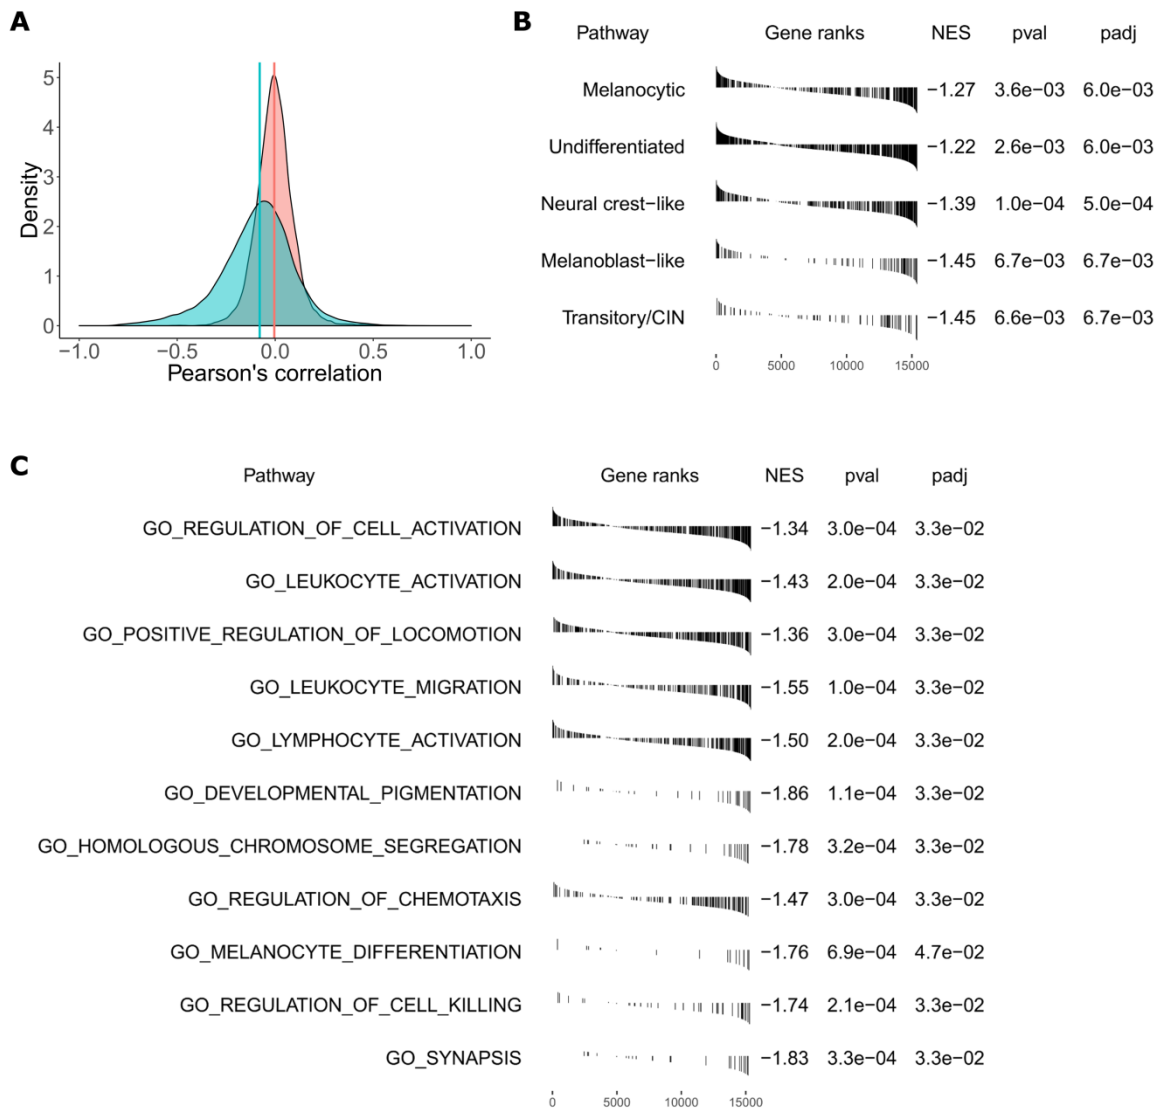 A
Density
5
4
3
2
1
0
−1.0 −0.5 0.0 0.5 1.0
Pearson's correlation
B
Pathway Gene ranks NES pval padj
Melanocytic −1.27 3.6e−03 6.0e−03
Undifferentiated −1.22 2.6e−03 6.0e−03
Neural crest−like −1.39 1.0e−04 5.0e−04
Melanoblast−like −1.45 6.7e−03 6.7e−03
Transitory/CIN −1.45 6.6e−03 6.7e−03
0 5000 10000 15000
C
Pathway Gene ranks NES pval padj
GO_REGULATION_OF_CELL_ACTIVATION −1.34 3.0e−04 3.3e−02
GO_LEUKOCYTE_ACTIVATION −1.43 2.0e−04 3.3e−02
GO_POSITIVE_REGULATION_OF_LOCOMOTION −1.36 3.0e−04 3.3e−02
GO_LEUKOCYTE_MIGRATION −1.55 1.0e−04 3.3e−02
GO_LYMPHOCYTE_ACTIVATION −1.50 2.0e−04 3.3e−02
GO_DEVELOPMENTAL_PIGMENTATION −1.86 1.1e−04 3.3e−02
GO_HOMOLOGOUS_CHROMOSOME_SEGREGATION −1.78 3.2e−04 3.3e−02
GO_REGULATION_OF_CHEMOTAXIS −1.47 3.0e−04 3.3e−02
GO_MELANOCYTE_DIFFERENTIATION −1.76 6.9e−04 4.7e−02
GO_REGULATION_OF_CELL_KILLING −1.74 2.1e−04 3.3e−02
GO_SYNAPSIS −1.83 3.3e−04 3.3e−02
0 5000 10000 15000